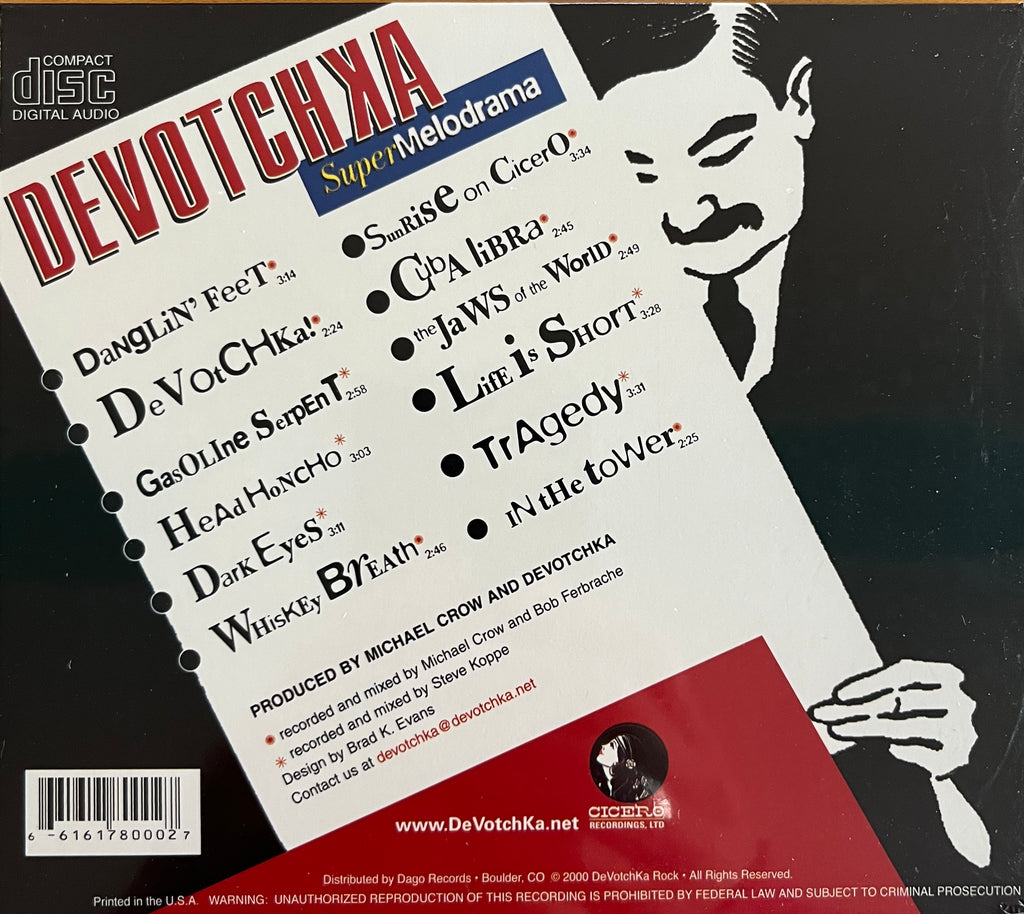 COMPACT
disc
DIGITAL AUDIO
DEVOTCHKA
SuperMelodrama
DaNgLiN' FeeT 3:14
DeVotCHKa! 2:24
GasOLIne SerpEnT* 2:58
HeAd HoNcHo* 3:03
DarK EyeS* 3:11
WHisKEy BrEAth 2:46
SunRiSe on CicerO 3:34
CybA liBRa 2:45
the JaWS of the WorlD 2:49
LifE iS SHorT* 3:28
TrAgedy* 3:31
iN tHe toWer 2:25
PRODUCED BY MICHAEL CROW AND DEVOTCHKA
recorded and mixed by Michael Crow and Bob Ferbrache
* recorded and mixed by Steve Koppe
Design by Brad K. Evans
Contact us at devotchka@devotchka.net
CICERO
RECORDINGS, LTD
www.DeVotchKa.net
6 61617 80002 7
Distributed by Dago Records • Boulder, CO © 2000 DeVotchKa Rock • All Rights Reserved.
Printed in the U.S.A. WARNING: UNAUTHORIZED REPRODUCTION OF THIS RECORDING IS PROHIBITED BY FEDERAL LAW AND SUBJECT TO CRIMINAL PROSECUTION